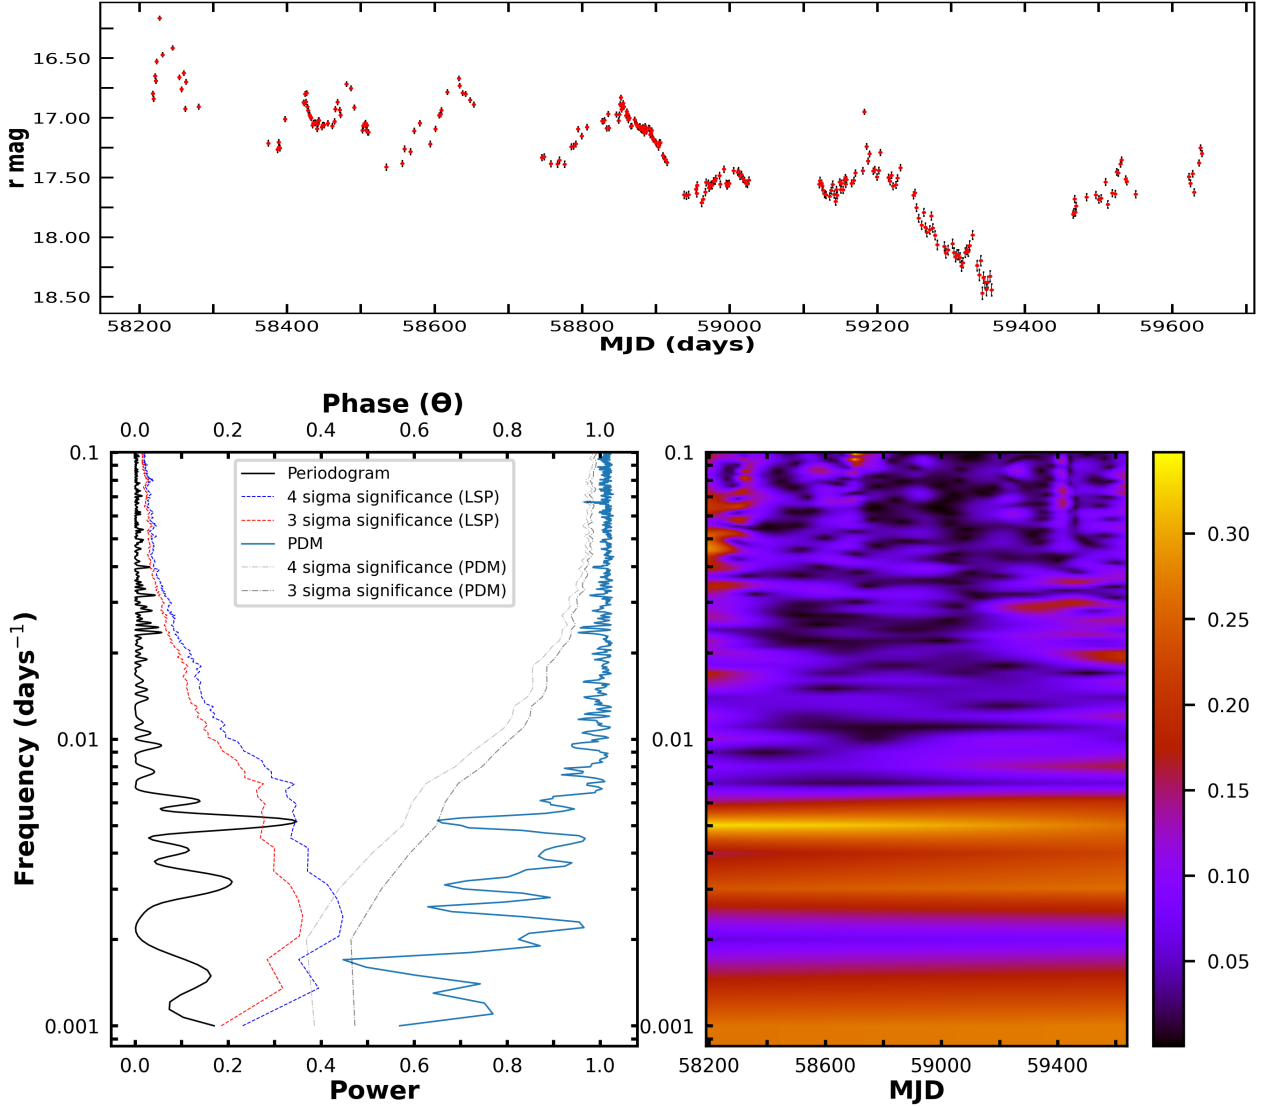 16.50
17.00
17.50
18.00
18.50
r mag
58200 58400 58600 58800 59000 59200 59400 59600
MJD (days)
Phase (Θ)
0.0 0.2 0.4 0.6 0.8 1.0
0.1
0.01
0.001
Frequency (days⁻¹)
Periodogram
4 sigma significance (LSP)
3 sigma significance (LSP)
PDM
4 sigma significance (PDM)
3 sigma significance (PDM)
0.0 0.2 0.4 0.6 0.8 1.0
Power
0.1
0.01
0.001
58200 58600 59000 59400
MJD
0.30
0.25
0.20
0.15
0.10
0.05